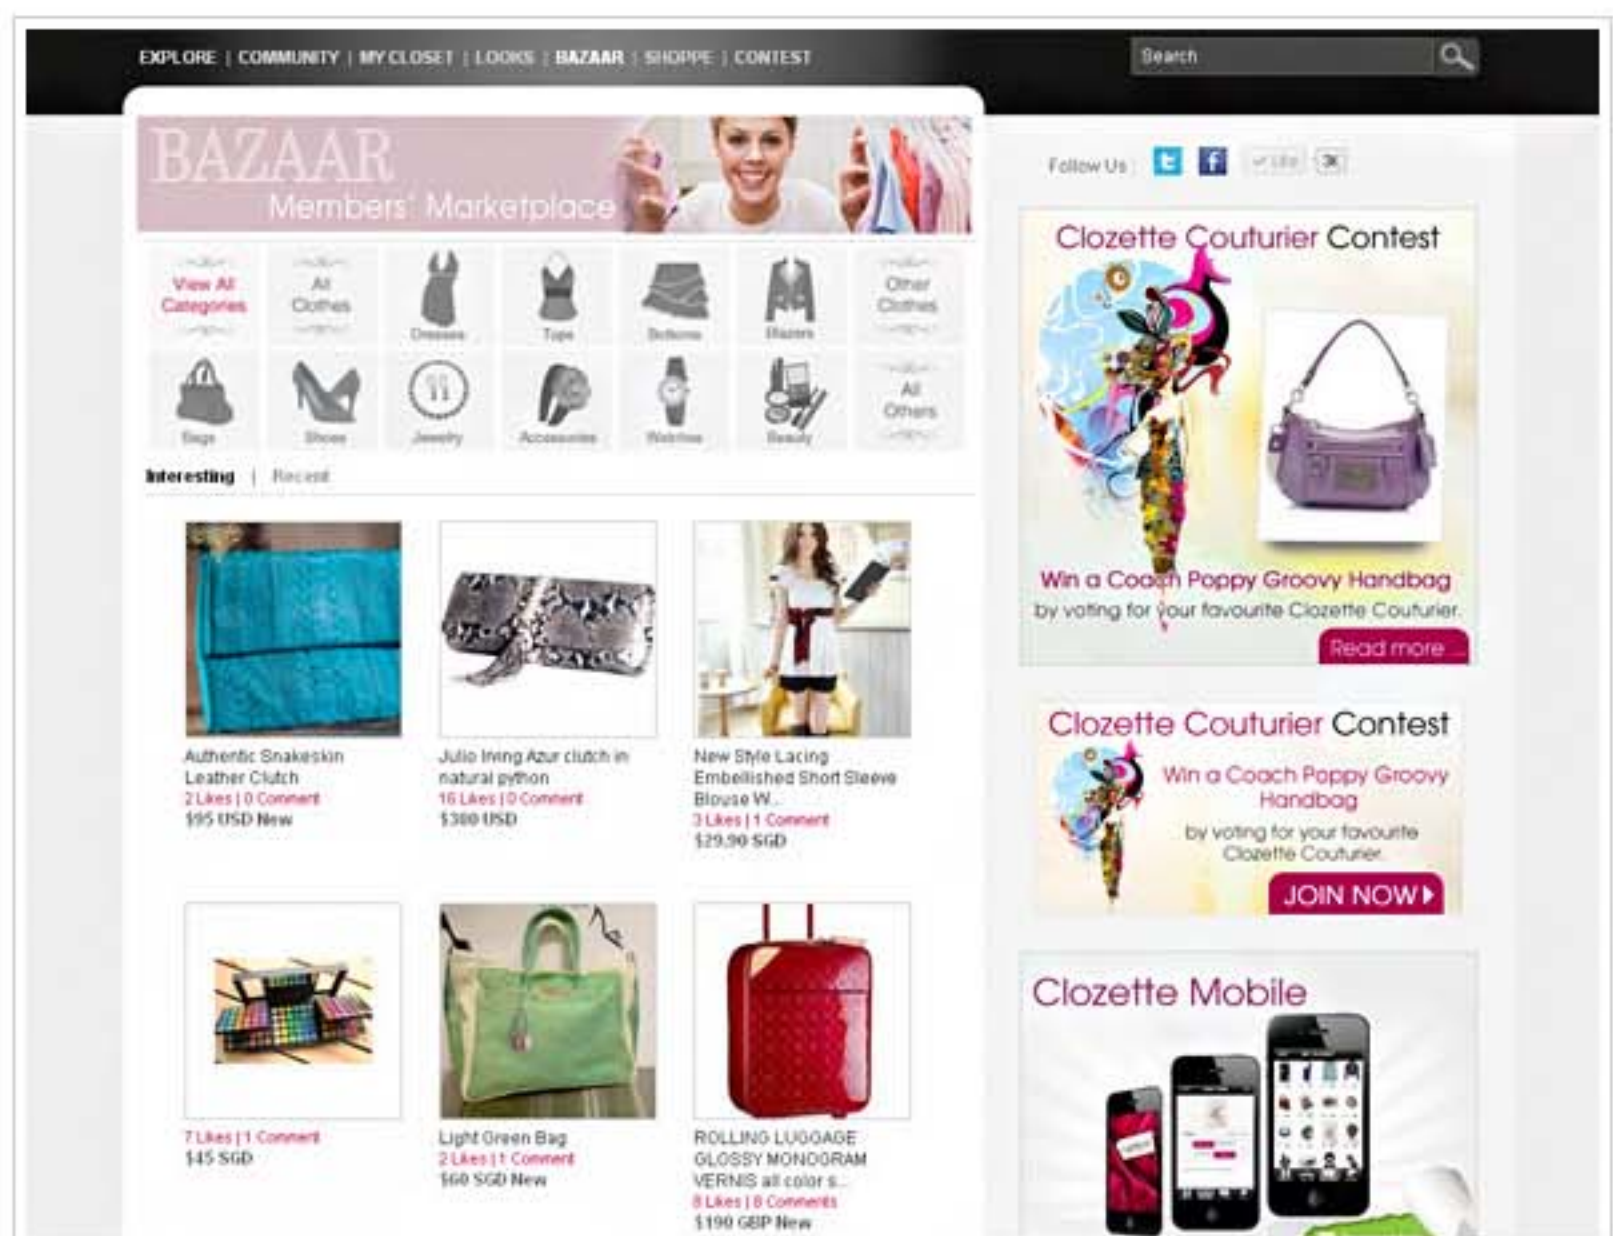 EXPLORE | COMMUNITY | MY CLOSET | LOOKS | BAZAAR | SHOPPE | CONTEST
Search
BAZAAR
Members' Marketplace
Follow Us :
Like 3K
View All
Categories
All
Clothes
Dresses
Tops
Bottoms
Blazers
Other
Clothes
Bags
Shoes
Jewelry
Accessories
Watches
Beauty
All
Others
Interesting | Recent
Authentic Snakeskin
Leather Clutch
2 Likes | 0 Comment
$95 USD New
Julio Irving Azur clutch in
natural python
16 Likes | 0 Comment
$380 USD
New Style Lacing
Embellished Short Sleeve
Blouse W...
3 Likes | 1 Comment
$29.90 SGD
7 Likes | 1 Comment
$45 SGD
Light Green Bag
2 Likes | 1 Comment
$60 SGD New
ROLLING LUGGAGE
GLOSSY MONOGRAM
VERNIS all color s...
8 Likes | 8 Comments
$190 GBP New
Clozette Couturier Contest
Win a Coach Poppy Groovy Handbag
by voting for your favourite Clozette Couturier.
Read more ...
Clozette Couturier Contest
Win a Coach Poppy Groovy
Handbag
by voting for your favourite
Clozette Couturier.
JOIN NOW
Clozette Mobile